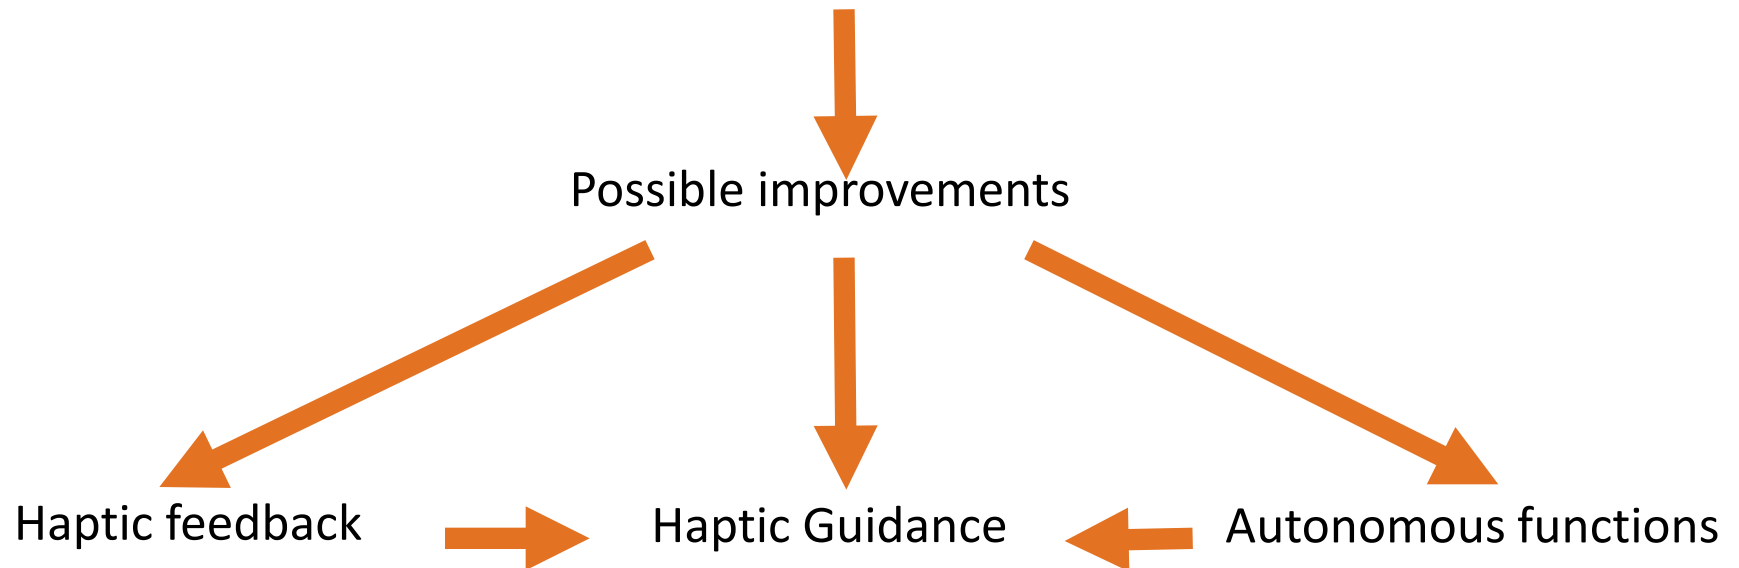 Possible improvements
Haptic feedback
Haptic Guidance
Autonomous functions